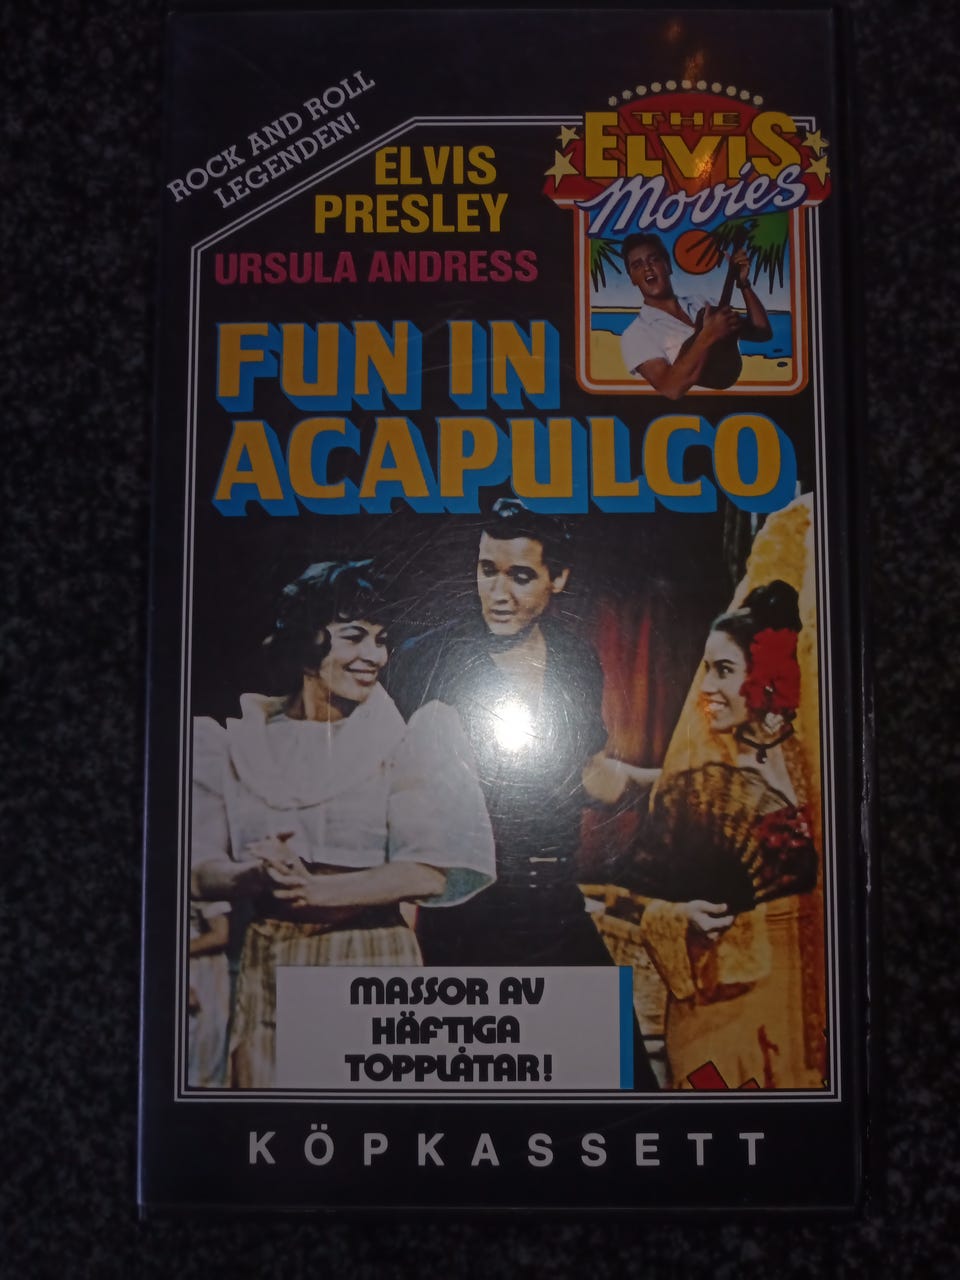 ROCK AND ROLL
LEGENDEN!
ELVIS
PRESLEY
URSULA ANDRESS
THE
ELVIS
Movies
FUN IN
ACAPULCO
MASSOR AV
HÄFTIGA
TOPPLÅTAR!
KÖPKASSETT